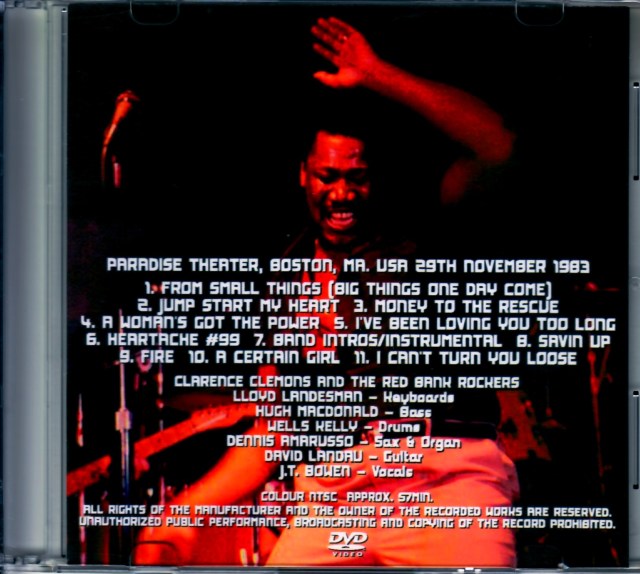 PARADISE THEATER, BOSTON, MA. USA 29TH NOVEMBER 1983
1. FROM SMALL THINGS (BIG THINGS ONE DAY COME)
2. JUMP START MY HEART 3. MONEY TO THE RESCUE
4. A WOMAN'S GOT THE POWER 5. I'VE BEEN LOVING YOU TOO LONG
6. HEARTACHE #99 7. BAND INTROS/INSTRUMENTAL 8. SAVIN UP
9. FIRE 10. A CERTAIN GIRL 11. I CAN'T TURN YOU LOOSE
CLARENCE CLEMONS AND THE RED BANK ROCKERS
LLOYD LANDESMAN - Keyboards
HUGH MACDONALD - Bass
WELLS KELLY - Drums
DENNIS AMARUSSO - Sax & Organ
DAVID LANDAU - Guitar
J.T. BOWEN - Vocals
COLOUR NTSC APPROX. 57MIN.
ALL RIGHTS OF THE MANUFACTURER AND THE OWNER OF THE RECORDED WORKS ARE RESERVED.
UNAUTHORIZED PUBLIC PERFORMANCE, BROADCASTING AND COPYING OF THE RECORD PROHIBITED.
DVD
VIDEO